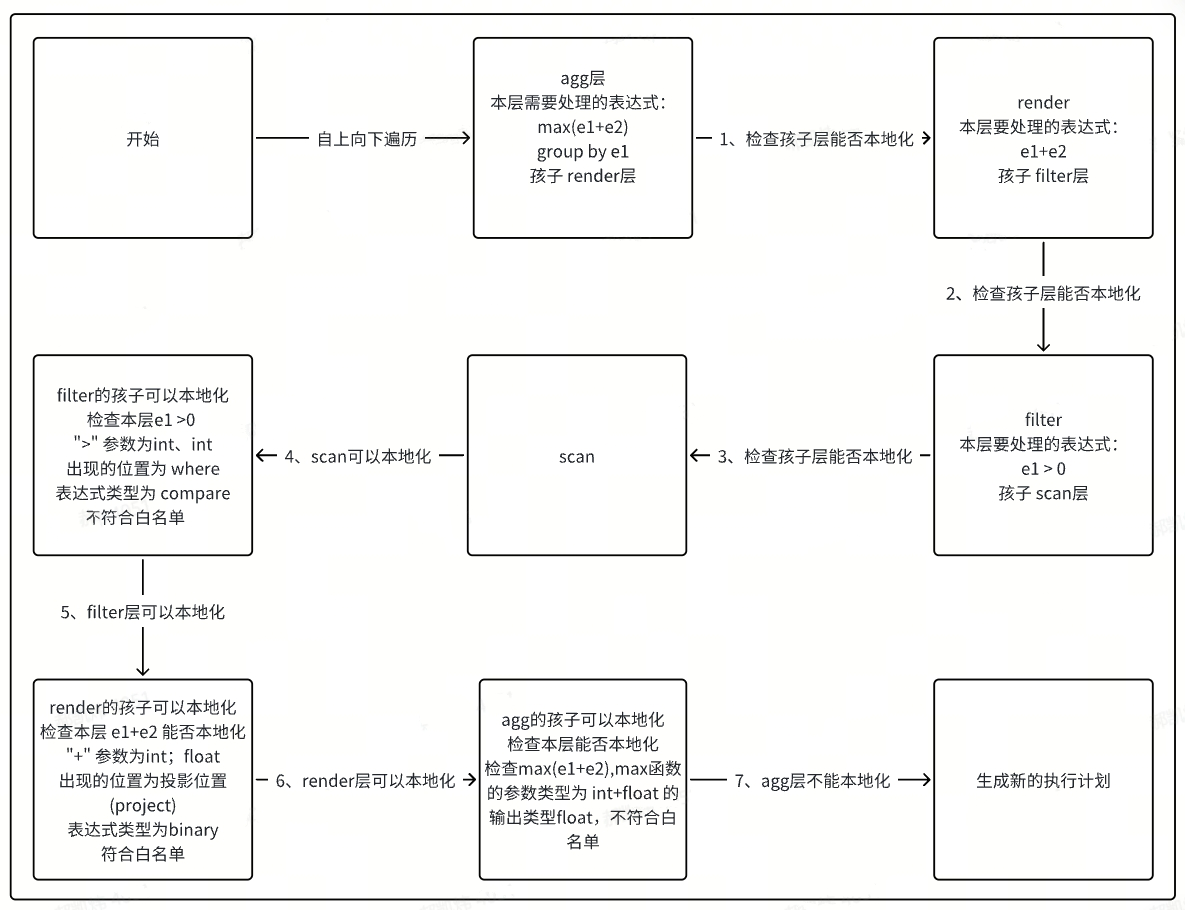 开始
自上向下遍历
agg层
本层需要处理的表达式：
max(e1+e2)
group by e1
孩子 render层
1、检查孩子层能否本地化
render
本层要处理的表达式：
e1+e2
孩子 filter层
2、检查孩子层能否本地化
filter
本层要处理的表达式：
e1 > 0
孩子 scan层
3、检查孩子层能否本地化
scan
4、scan可以本地化
filter的孩子可以本地化
检查本层e1 >0
">" 参数为int、int
出现的位置为 where
表达式类型为 compare
不符合白名单
5、filter层可以本地化
render的孩子可以本地化
检查本层 e1+e2 能否本地化
"+" 参数为int；float
出现的位置为投影位置
(project)
表达式类型为binary
符合白名单
6、render层可以本地化
agg的孩子可以本地化
检查本层能否本地化
检查max(e1+e2),max函数
的参数类型为 int+float 的
输出类型float，不符合白
名单
7、agg层不能本地化
生成新的执行计划